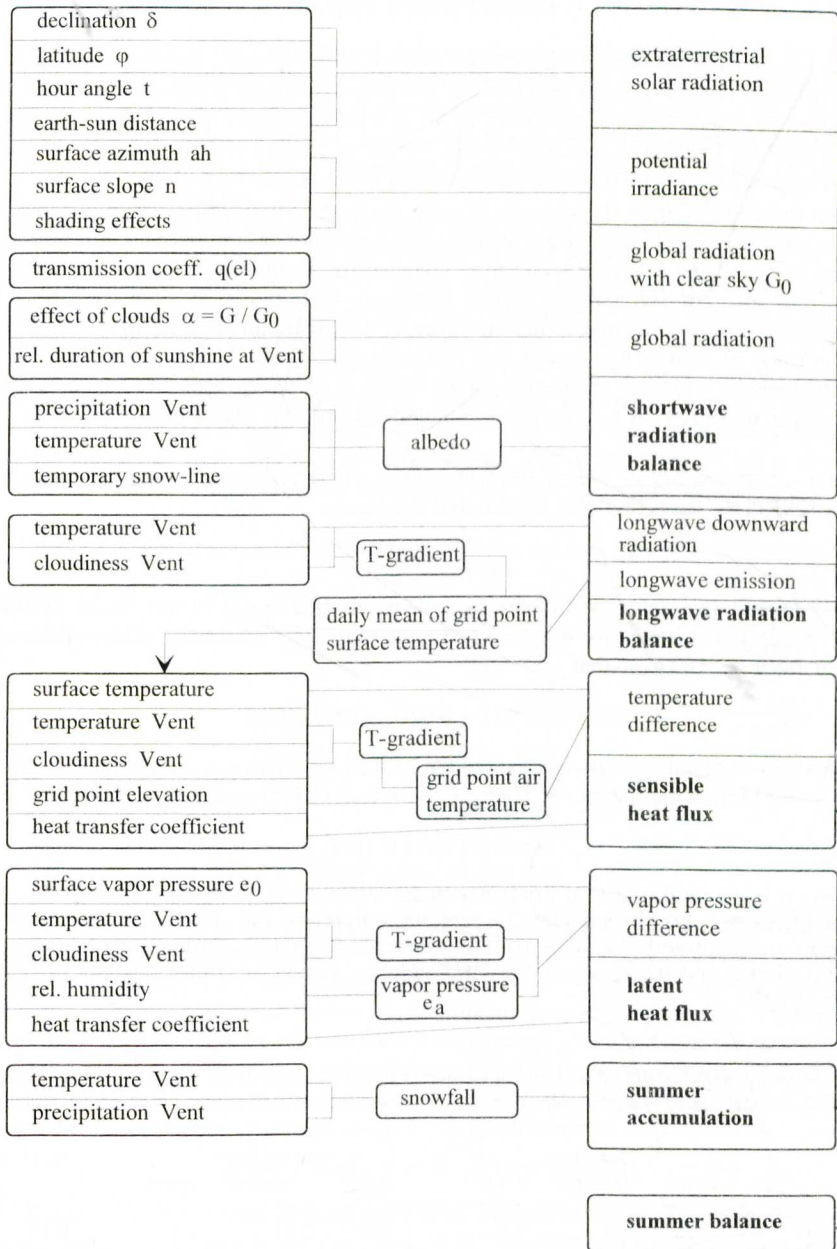 declination δ
latitude φ
hour angle t
earth-sun distance
surface azimuth ah
surface slope n
shading effects
extraterrestrial
solar radiation
potential
irradiance
transmission coeff. q(el)
global radiation
with clear sky G0
effect of clouds α = G / G0
rel. duration of sunshine at Vent
global radiation
precipitation Vent
temperature Vent
temporary snow-line
albedo
shortwave
radiation
balance
temperature Vent
cloudiness Vent
T-gradient
longwave downward
radiation
longwave emission
longwave radiation
balance
daily mean of grid point
surface temperature
surface temperature
temperature Vent
cloudiness Vent
grid point elevation
heat transfer coefficient
T-gradient
grid point air
temperature
temperature
difference
sensible
heat flux
surface vapor pressure e0
temperature Vent
cloudiness Vent
rel. humidity
heat transfer coefficient
T-gradient
vapor pressure
ea
vapor pressure
difference
latent
heat flux
temperature Vent
precipitation Vent
snowfall
summer
accumulation
summer balance